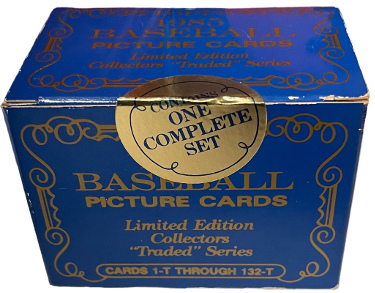 1985
BASEBALL
PICTURE CARDS
Limited Edition
Collectors "Traded" Series
CONTAINS
ONE
COMPLETE
SET
BASEBALL
PICTURE CARDS
Limited Edition
Collectors
"Traded" Series
CARDS 1-T THROUGH 132-T